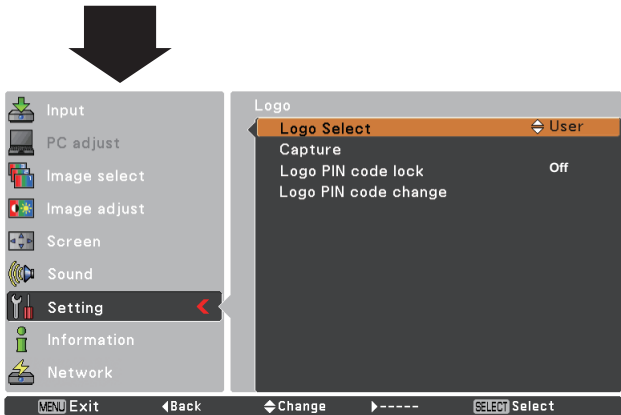 Input
PC adjust
Image select
Image adjust
Screen
Sound
Setting
Information
Network
Logo
Logo Select User
Capture
Logo PIN code lock Off
Logo PIN code change
MENU Exit Back Change ----- SELECT Select